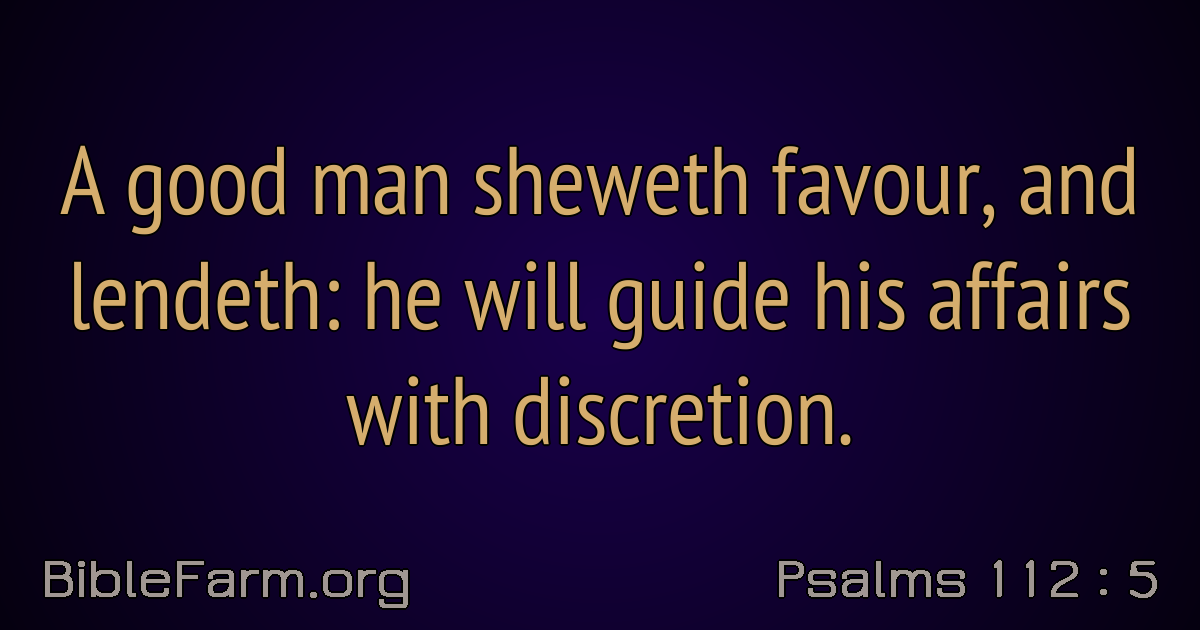 A good man sheweth favour, and
lendeth: he will guide his affairs
with discretion.
BibleFarm.org
Psalms 112 : 5